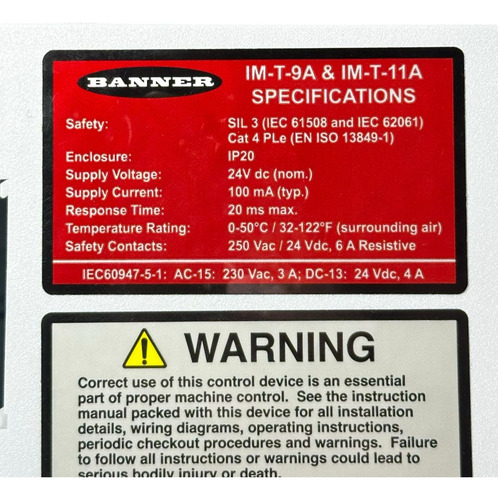 BANNER
IM-T-9A & IM-T-11A
SPECIFICATIONS
Safety: SIL 3 (IEC 61508 and IEC 62061)
Cat 4 PLe (EN ISO 13849-1)
Enclosure: IP20
Supply Voltage: 24V dc (nom.)
Supply Current: 100 mA (typ.)
Response Time: 20 ms max.
Temperature Rating: 0-50°C / 32-122°F (surrounding air)
Safety Contacts: 250 Vac / 24 Vdc, 6 A Resistive
IEC60947-5-1: AC-15: 230 Vac, 3 A; DC-13: 24 Vdc, 4 A
WARNING
Correct use of this control device is an essential
part of proper machine control. See the instruction
manual packed with this device for all installation
details, wiring diagrams, operating instructions,
periodic checkout procedures and warnings. Failure
to follow all instructions or warnings could lead to
serious bodily injury or death.